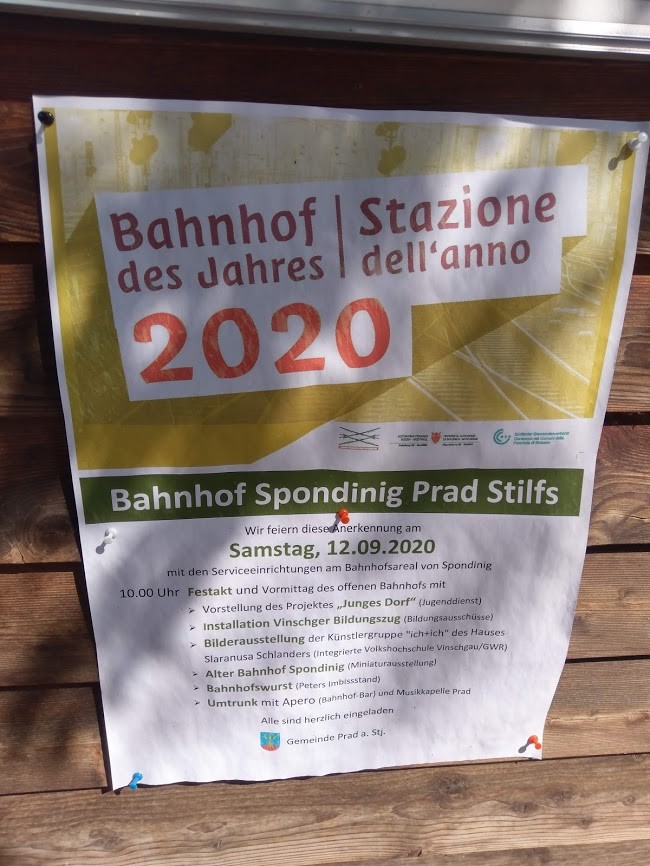 Bahnhof | Stazione
des Jahres | dell'anno
2020
Bahnhof Spondinig Prad Stilfs
Wir feiern diese Anerkennung am
Samstag, 12.09.2020
mit den Serviceeinrichtungen am Bahnhofsareal von Spondinig
10.00 Uhr Festakt und Vormittag des offenen Bahnhofs mit
➢ Vorstellung des Projektes „Junges Dorf“ (Jugenddienst)
➢ Installation Vinschger Bildungszug (Bildungsausschüsse)
➢ Bilderausstellung der Künstlergruppe "ich+ich" des Hauses
Slaranusa Schlanders (Integrierte Volkshochschule Vinschgau/GWR)
➢ Alter Bahnhof Spondinig (Miniaturausstellung)
➢ Bahnhofswurst (Peters Imbissstand)
➢ Umtrunk mit Apero (Bahnhof-Bar) und Musikkapelle Prad
Alle sind herzlich eingeladen
Gemeinde Prad a. Stj.